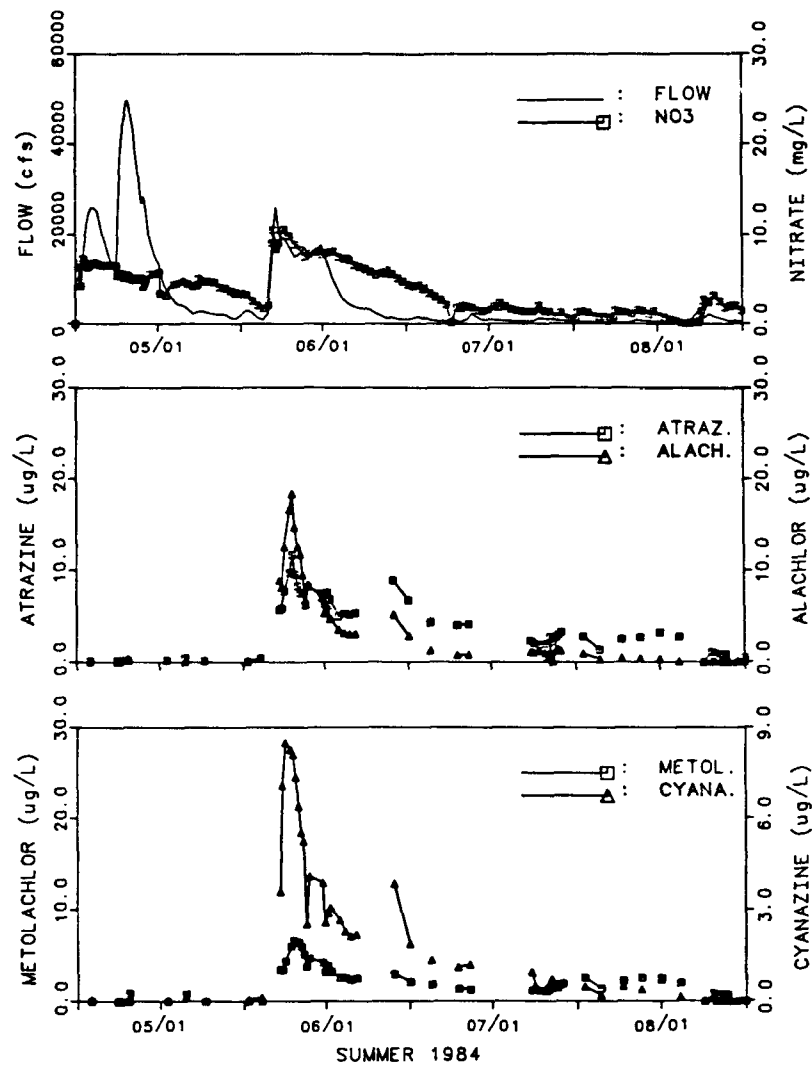 60000
40000
20000
0
FLOW (cfs)
: FLOW
: NO3
30.0
20.0
10.0
0.0
NITRATE (mg/L)
05/01 06/01 07/01 08/01
30.0
20.0
10.0
0.0
ATRAZINE (ug/L)
: ATRAZ.
: ALACH.
30.0
20.0
10.0
0.0
ALACHLOR (ug/L)
05/01 06/01 07/01 08/01
30.0
20.0
10.0
0.0
METOLACHLOR (ug/L)
: METOL.
: CYANA.
9.0
6.0
3.0
0.0
CYANAZINE (ug/L)
05/01 06/01 07/01 08/01
SUMMER 1984